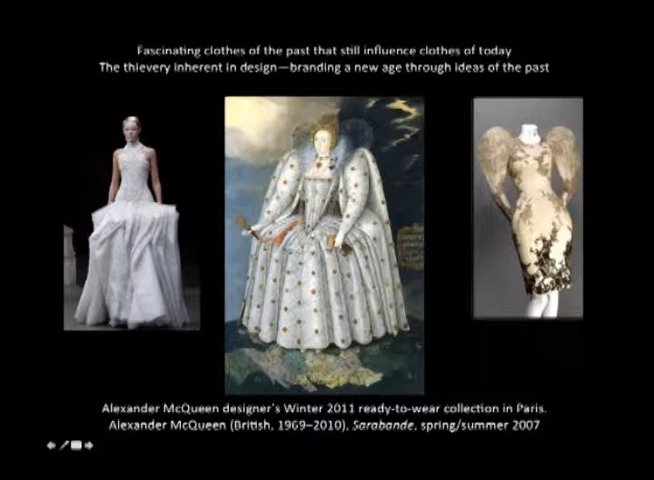 Fascinating clothes of the past that still influence clothes of today
The thievery inherent in design—branding a new age through ideas of the past
Alexander McQueen designer's Winter 2011 ready-to-wear collection in Paris.
Alexander McQueen (British, 1969–2010), Sarabande, spring/summer 2007